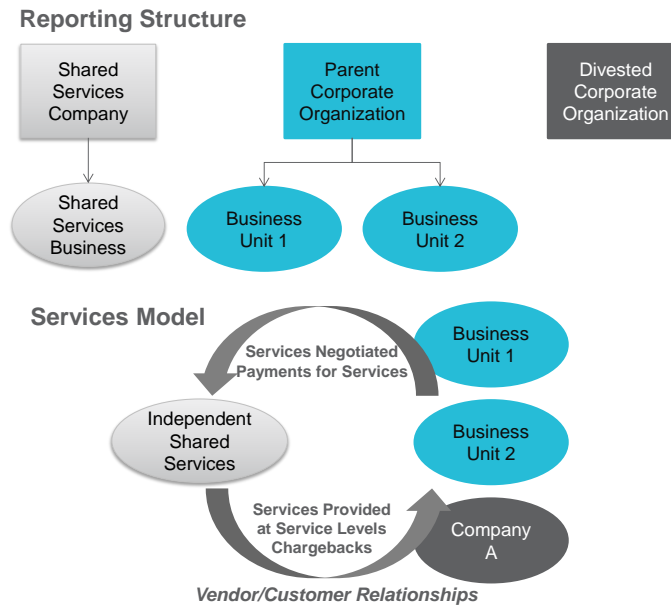 Reporting Structure
Shared
Services
Company
Parent
Corporate
Organization
Divested
Corporate
Organization
Shared
Services
Business
Business
Unit 1
Business
Unit 2
Services Model
Services Negotiated
Payments for Services
Business
Unit 1
Independent
Shared
Services
Business
Unit 2
Services Provided
at Service Levels
Chargebacks
Company
A
Vendor/Customer Relationships